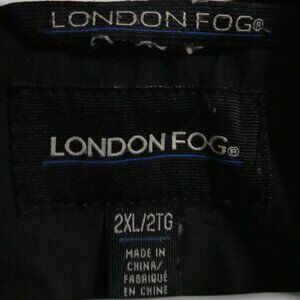 LONDON FOG®
LONDON FOG®
2XL/2TG
MADE IN
CHINA/
FABRIQUÉ
EN CHINE